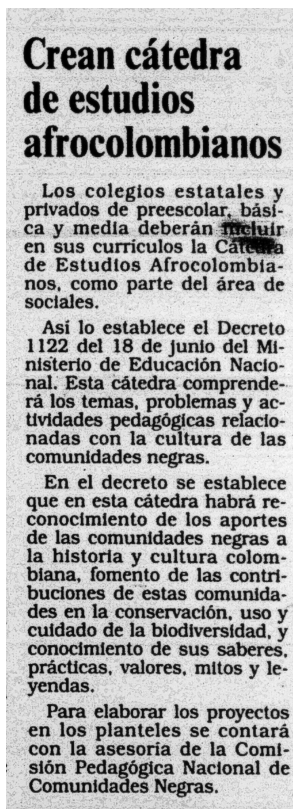 Crean cátedra
de estudios
afrocolombianos
Los colegios estatales y
privados de preescolar, bási-
ca y media deberán incluir
en sus currículos la Cátedra
de Estudios Afrocolombia-
nos, como parte del área de
sociales.
Así lo establece el Decreto
1122 del 18 de junio del Mi-
nisterio de Educación Nacio-
nal. Esta cátedra comprende-
rá los temas, problemas y ac-
tividades pedagógicas relacio-
nadas con la cultura de las
comunidades negras.
En el decreto se establece
que en esta cátedra habrá re-
conocimiento de los aportes
de las comunidades negras a
la historia y cultura colom-
biana, fomento de las contri-
buciones de estas comunida-
des en la conservación, uso y
cuidado de la biodiversidad, y
conocimiento de sus saberes,
prácticas, valores, mitos y le-
yendas.
Para elaborar los proyectos
en los planteles se contará
con la asesoría de la Comi-
sión Pedagógica Nacional de
Comunidades Negras.